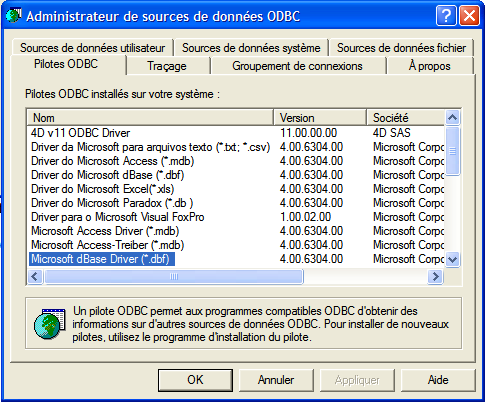 Administrateur de sources de données ODBC
Sources de données utilisateur Sources de données système Sources de données fichier
Pilotes ODBC Traçage Groupement de connexions À propos
Pilotes ODBC installés sur votre système :
Nom Version Société
4D v11 ODBC Driver 11.00.00.00 4D SAS
Driver da Microsoft para arquivos texto (*.txt; *.csv) 4.00.6304.00 Microsoft Corpo
Driver do Microsoft Access (*.mdb) 4.00.6304.00 Microsoft Corpo
Driver do Microsoft dBase (*.dbf) 4.00.6304.00 Microsoft Corpo
Driver do Microsoft Excel(*.xls) 4.00.6304.00 Microsoft Corpo
Driver do Microsoft Paradox (*.db ) 4.00.6304.00 Microsoft Corpo
Driver para o Microsoft Visual FoxPro 1.00.02.00 Microsoft Corpo
Microsoft Access Driver (*.mdb) 4.00.6304.00 Microsoft Corpo
Microsoft Access-Treiber (*.mdb) 4.00.6304.00 Microsoft Corpo
Microsoft dBase Driver (*.dbf) 4.00.6304.00 Microsoft Corpo
Un pilote ODBC permet aux programmes compatibles ODBC d'obtenir des
informations sur d'autres sources de données ODBC. Pour installer de nouveaux
pilotes, utilisez le programme d'installation du pilote.
OK Annuler Appliquer Aide